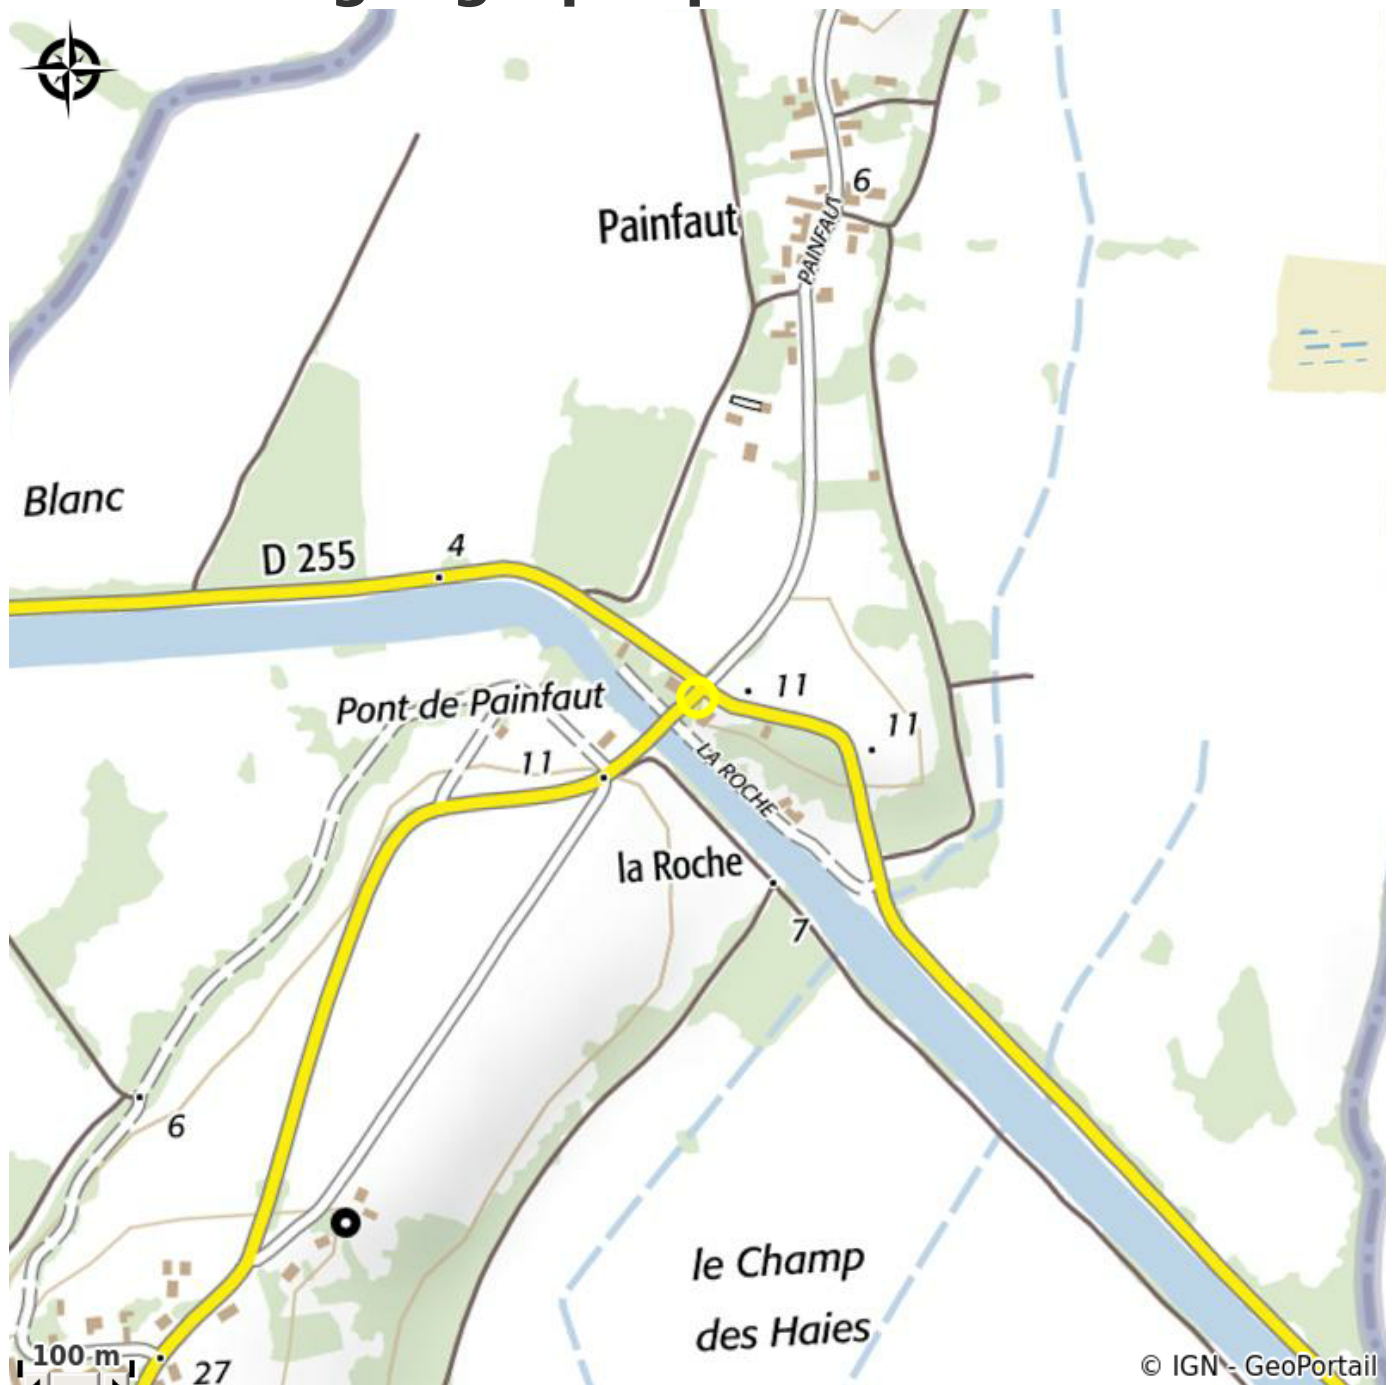 6
Painfaut
PAINFAUT
Blanc
D 255
4
Pont de Painfaut
11
11
11
LA ROCHE
la Roche
7
6
le Champ
des Haies
100 m
27
© IGN - GeoPortail